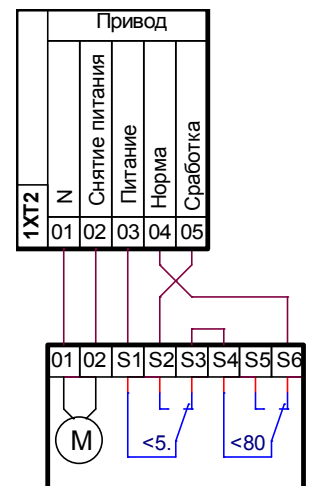 Привод
1XT2
N
Снятие питания
Питание
Норма
Сработка
01 02 03 04 05
01 02 S1 S2 S3 S4 S5 S6
M
<5.
<80